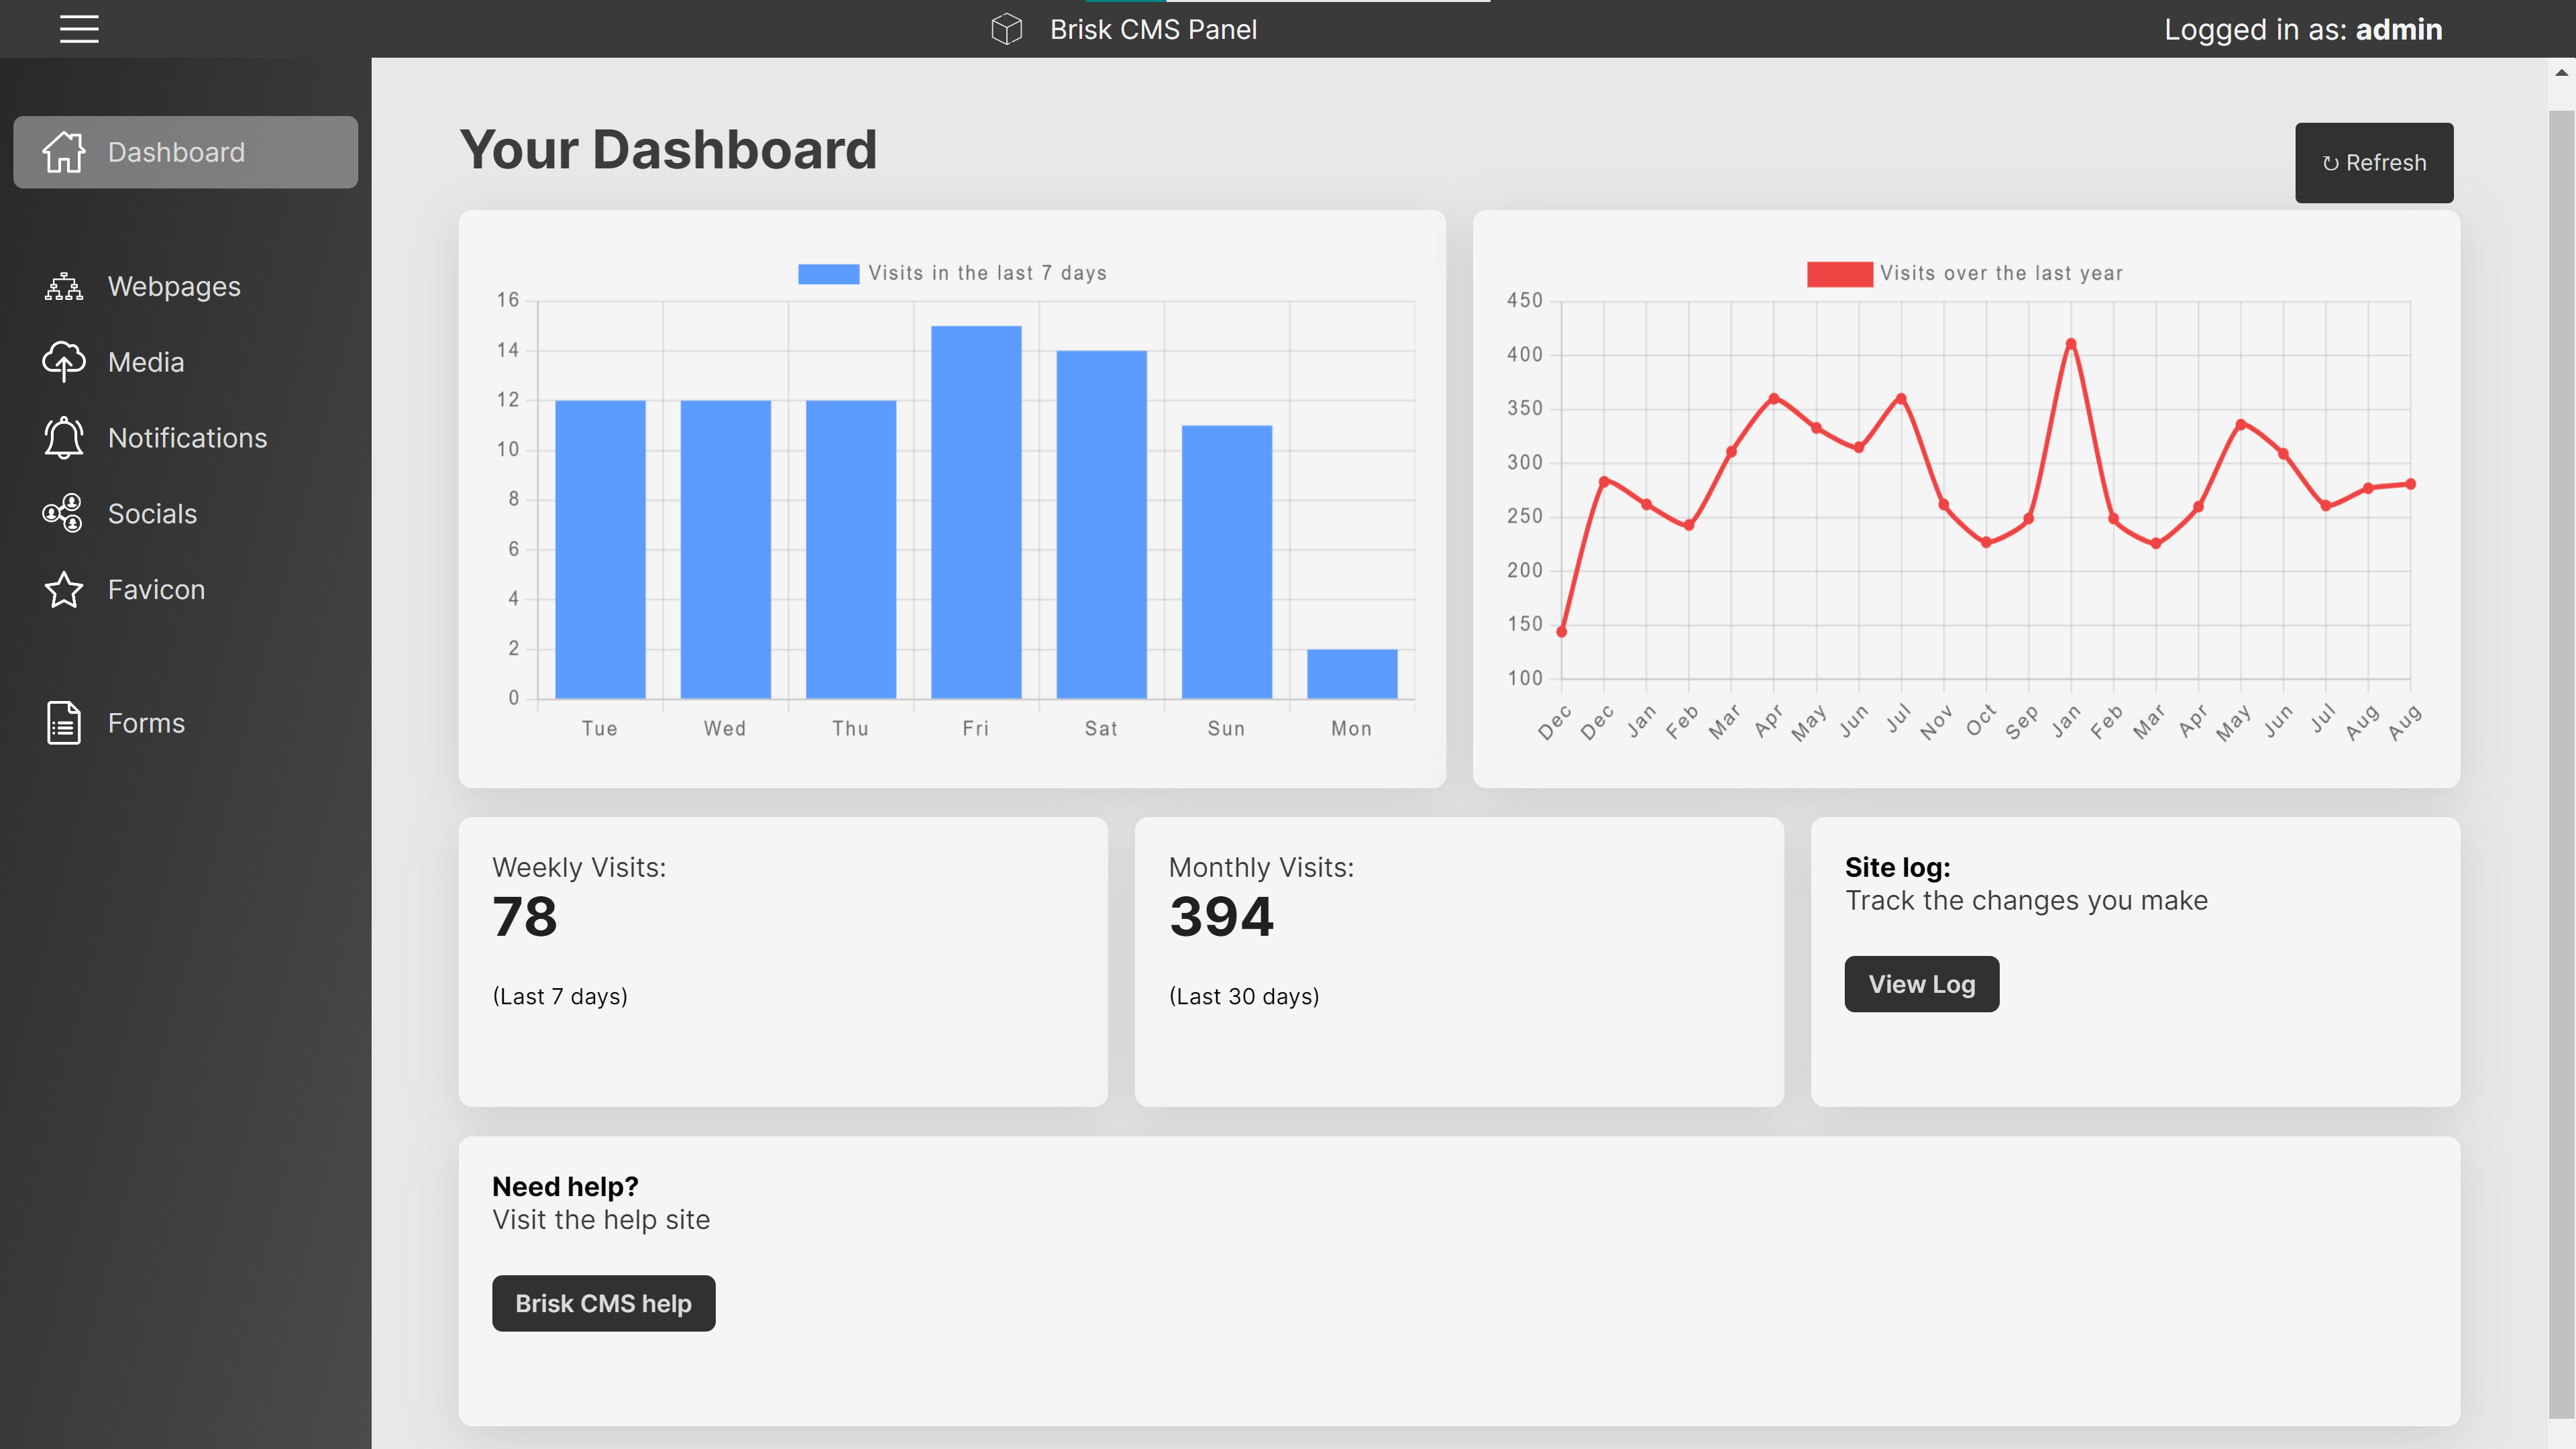 Brisk CMS Panel
Logged in as: admin
Dashboard
Webpages
Media
Notifications
Socials
Favicon
Forms
Your Dashboard
↻ Refresh
Visits in the last 7 days
16
14
12
10
8
6
4
2
0
Tue Wed Thu Fri Sat Sun Mon
Visits over the last year
450
400
350
300
250
200
150
100
Dec Dec Jan Feb Mar Apr May Jun Jul Nov Oct Sep Jan Feb Mar Apr May Jun Jul Aug Aug
Weekly Visits:
78
(Last 7 days)
Monthly Visits:
394
(Last 30 days)
Site log:
Track the changes you make
View Log
Need help?
Visit the help site
Brisk CMS help